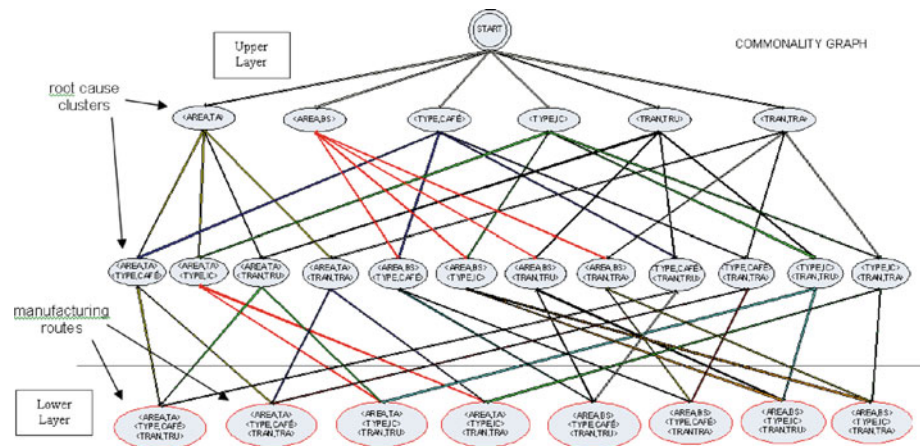 START
Upper
Layer
COMMONALITY GRAPH
root cause
clusters
<AREA,TA>
<AREA,BS>
<TYPE,CAFÉ>
<TYPE,IC>
<TRAN,TRU>
<TRAN,TRA>
<AREA,TA>
<TYPE,CAFÉ>
<AREA,TA>
<TYPE,IC>
<AREA,TA>
<TRAN,TRU>
<AREA,TA>
<TRAN,TRA>
<AREA,BS>
<TYPE,CAFÉ>
<AREA,BS>
<TYPE,IC>
<AREA,BS>
<TRAN,TRU>
<AREA,BS>
<TRAN,TRA>
<TYPE,CAFÉ>
<TRAN,TRU>
<TYPE,CAFÉ>
<TRAN,TRA>
<TYPE,IC>
<TRAN,TRU>
<TYPE,IC>
<TRAN,TRA>
manufacturing
routes
Lower
Layer
<AREA,TA>
<TYPE,CAFÉ>
<TRAN,TRU>
<AREA,TA>
<TYPE,CAFÉ>
<TRAN,TRA>
<AREA,TA>
<TYPE,IC>
<TRAN,TRU>
<AREA,TA>
<TYPE,IC>
<TRAN,TRA>
<AREA,BS>
<TYPE,CAFÉ>
<TRAN,TRU>
<AREA,BS>
<TYPE,CAFÉ>
<TRAN,TRA>
<AREA,BS>
<TYPE,IC>
<TRAN,TRU>
<AREA,BS>
<TYPE,IC>
<TRAN,TRA>